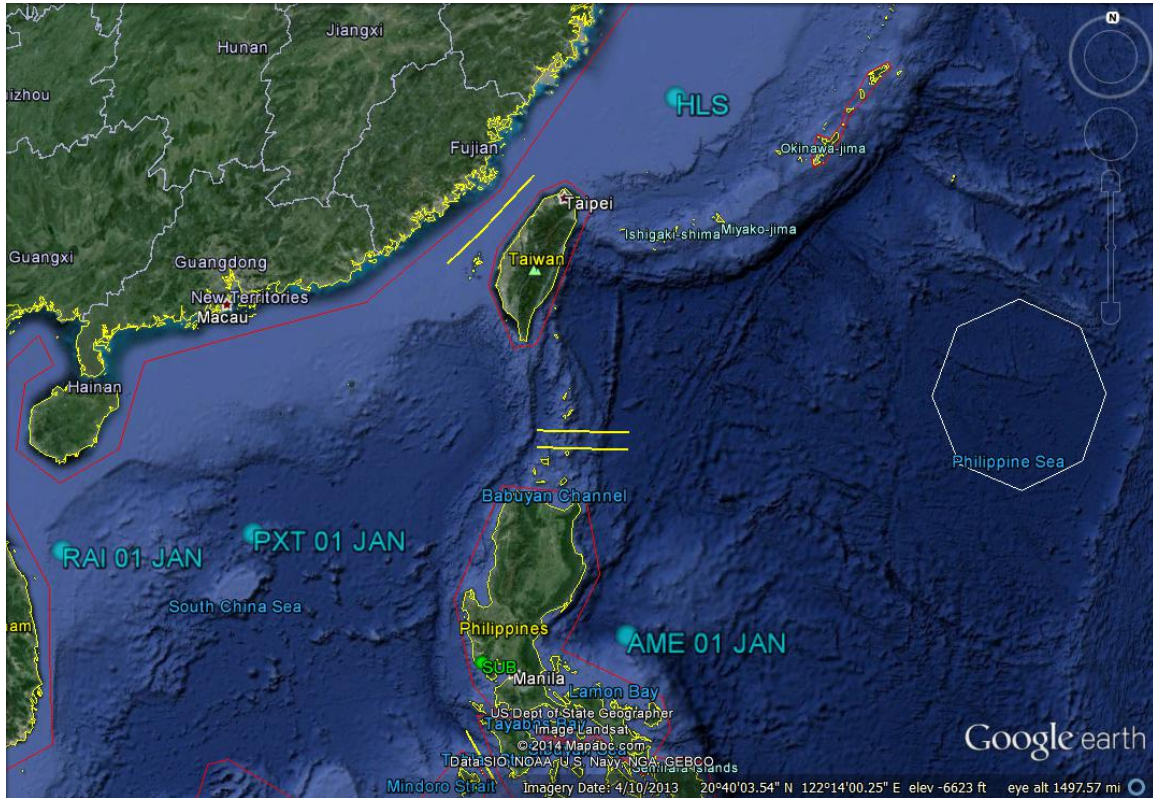 Jiangxi
Hunan
N
izhou
HLS
Okinawa-jima
Fujian
Taipei
Ishigaki-shima
Miyako-jima
Guangxi
Guangdong
Taiwan
New Territories
Macau
Hainan
Philippine Sea
Babuyan Channel
RAI 01 JAN
PXT 01 JAN
South China Sea
nam
Philippines
AME 01 JAN
SUB
Manila
Lamon Bay
US Dept of State Geographer
Tayabas Bay
Image Landsat
© 2014 Mapabc.com
Data SIO, NOAA, U.S. Navy, NGA, GEBCO
Mindoro Strait
Google earth
Imagery Date: 4/10/2013 20°40'03.54" N 122°14'00.25" E elev -6623 ft eye alt 1497.57 mi